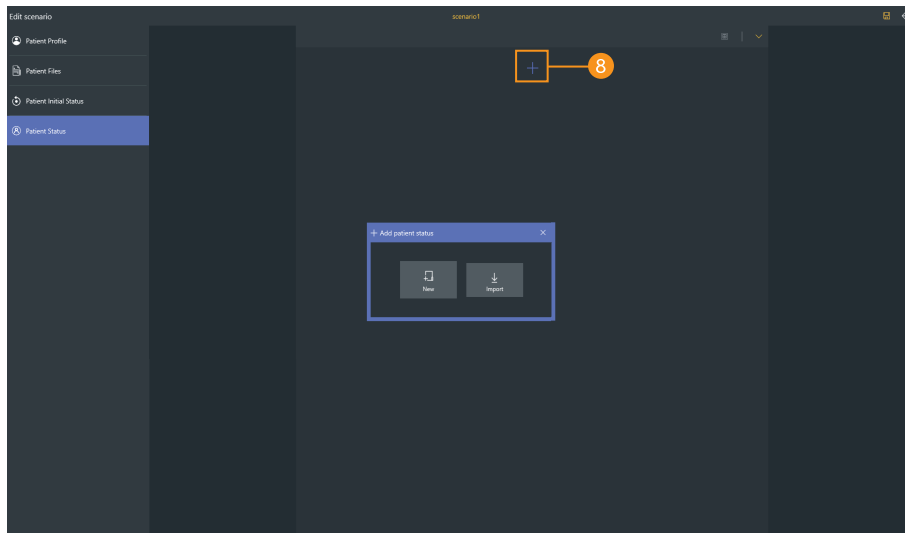 Edit scenario
scenario1
Patient Profile
Patient Files
Patient Initial Status
Patient Status
8
+ Add patient status
New
Import